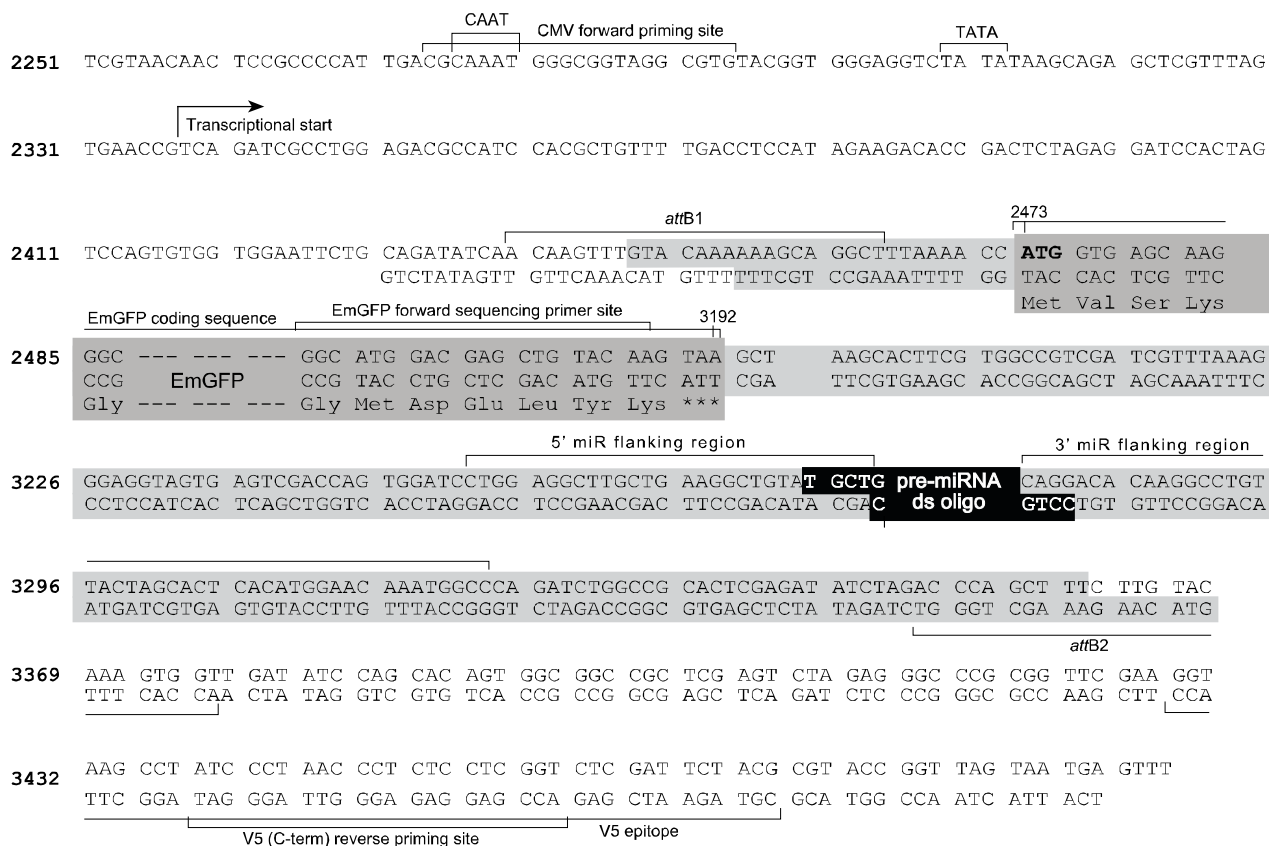 CAAT
CMV forward priming site
TATA
2251 TCGTAACAAC TCCGCCCCAT TGACGCAAAT GGGCGGTAGG CGTGTACGGT GGGAGGTCTA TATAAGCAGA GCTCGTTTAG
Transcriptional start
2331 TGAACCGTCA GATCGCCTGG AGACGCCATC CACGCTGTTT TGACCTCCAT AGAAGACACC GACTCTAGAG GATCCACTAG
attB1
2473
2411 TCCAGTGTGG TGGAATTCTG CAGATATCAA CAAGTTTGTA CAAAAAAGCA GGCTTTAAAA CC ATG GTG AGC AAG
GTCTATAGTT GTTCAAACAT GTTTTTTCGT CCGAAATTTT GG TAC CAC TCG TTC
Met Val Ser Lys
EmGFP coding sequence
EmGFP forward sequencing primer site
3192
2485 GGC --- --- --- GGC ATG GAC GAG CTG TAC AAG TAA GCT AAGCACTTCG TGGCCGTCGA TCGTTTAAAG
CCG EmGFP CCG TAC CTG CTC GAC ATG TTC ATT CGA TTCGTGAAGC ACCGGCAGCT AGCAAATTTC
Gly --- --- --- Gly Met Asp Glu Leu Tyr Lys ***
5’ miR flanking region
3’ miR flanking region
3226 GGAGGTAGTG AGTCGACCAG TGGATCCTGG AGGCTTGCTG AAGGCTGTAT GCTG pre-miRNA CAGGACA CAAGGCCTGT
CCTCCATCAC TCAGCTGGTC ACCTAGGACC TCCGAACGAC TTCCGACATA CGAC ds oligo GTCCTGT GTTCCGGACA
3296 TACTAGCACT CACATGGAAC AAATGGCCCA GATCTGGCCG CACTCGAGAT ATCTAGAC CCA GCT TTC TTG TAC
ATGATCGTGA GTGTACCTTG TTTACCGGGT CTAGACCGGC GTGAGCTCTA TAGATCTG GGT CGA AAG AAC ATG
attB2
3369 AAA GTG GTT GAT ATC CAG CAC AGT GGC GGC CGC TCG AGT CTA GAG GGC CCG CGG TTC GAA GGT
TTT CAC CAA CTA TAG GTC GTG TCA CCG CCG GCG AGC TCA GAT CTC CCG GGC GCC AAG CTT CCA
3432 AAG CCT ATC CCT AAC CCT CTC CTC GGT CTC GAT TCT ACG CGT ACC GGT TAG TAA TGA GTTT
TTC GGA TAG GGA TTG GGA GAG GAG CCA GAG CTA AGA TGC GCA TGG CCA ATC ATT ACT
V5 (C-term) reverse priming site
V5 epitope